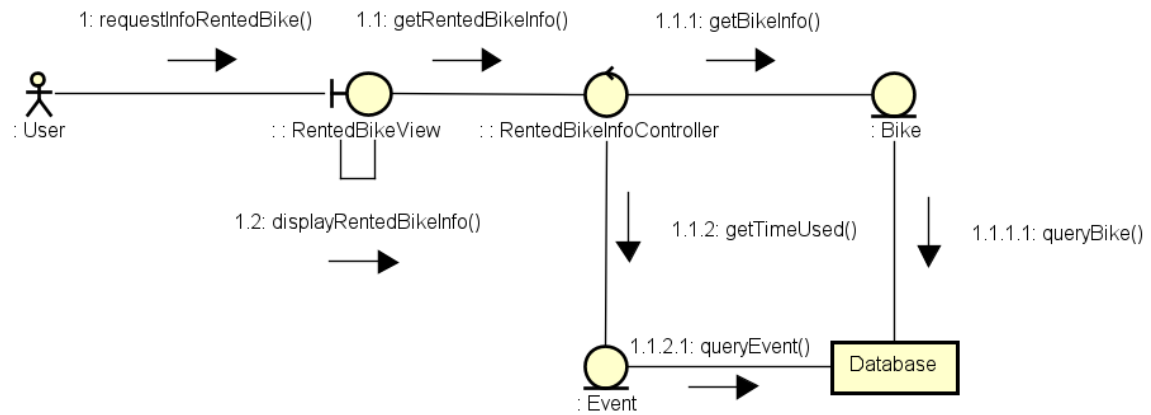 1: requestInfoRentedBike()
1.1: getRentedBikeInfo()
1.1.1: getBikeInfo()
: User
: : RentedBikeView
: : RentedBikeInfoController
: Bike
1.2: displayRentedBikeInfo()
1.1.2: getTimeUsed()
1.1.1.1: queryBike()
1.1.2.1: queryEvent()
Database
: Event